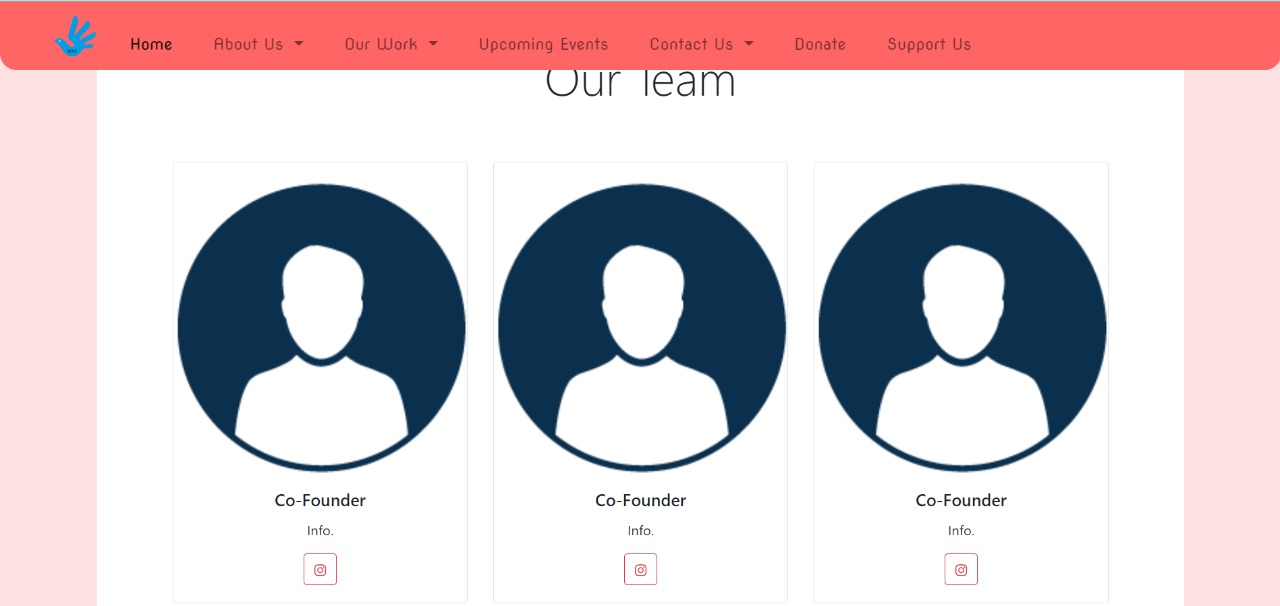 Home About Us Our Work Upcoming Events Contact Us Donate Support Us
Our Team
Co-Founder Co-Founder Co-Founder
Info. Info. Info.